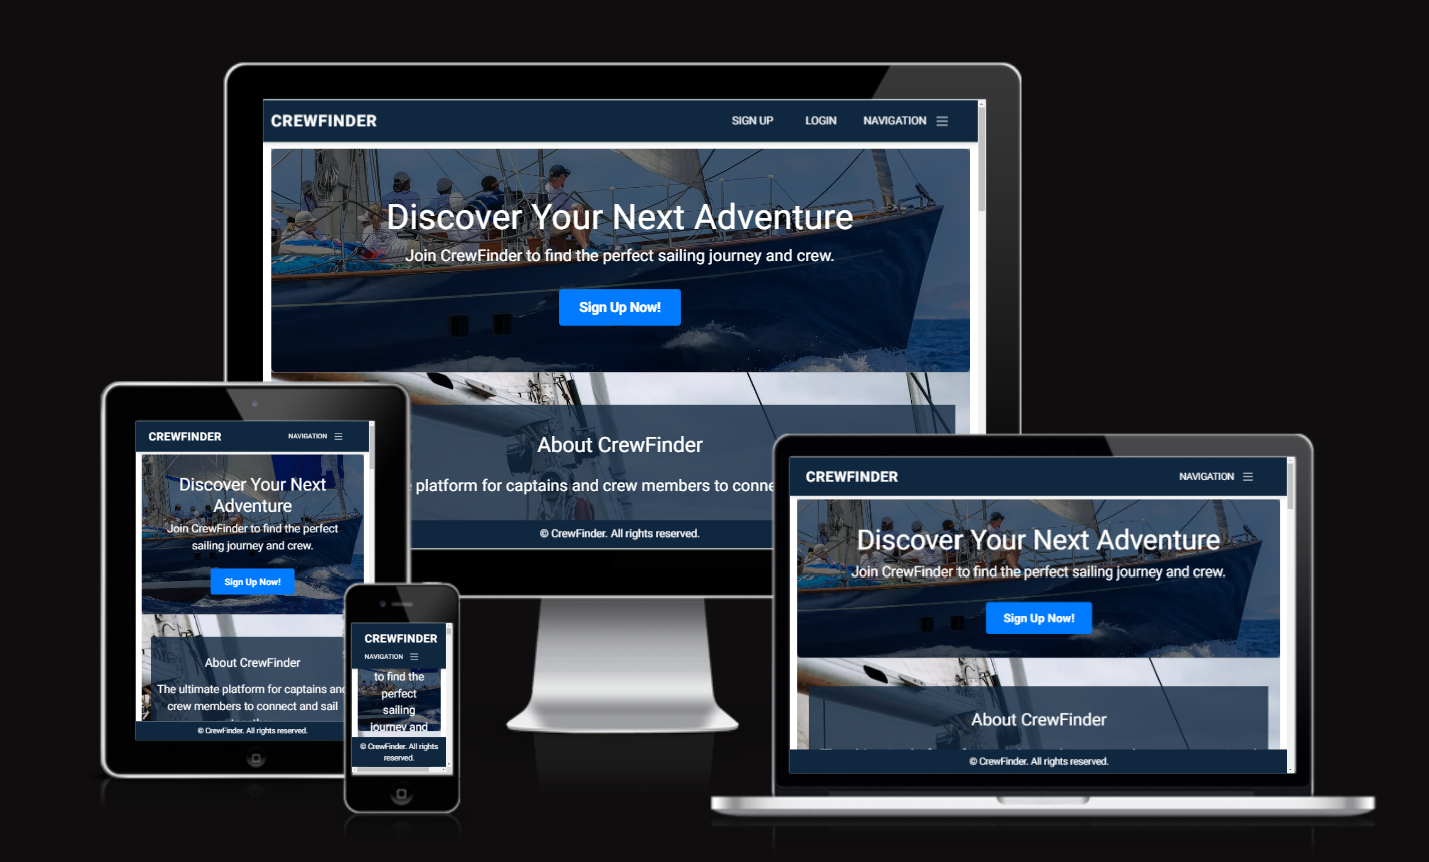 CREWFINDER
SIGN UP LOGIN NAVIGATION
Discover Your Next Adventure
Join CrewFinder to find the perfect sailing journey and crew.
Sign Up Now!
About CrewFinder
platform for captains and crew members to
© CrewFinder. All rights reserved.
CREWFINDER
NAVIGATION
Discover Your Next
Adventure
Join CrewFinder to find the perfect
sailing journey and crew.
Sign Up Now!
About CrewFinder
The ultimate platform for captains and
crew members to connect and sail
© CrewFinder. All rights reserved.
CREWFINDER
NAVIGATION
to find the
perfect
sailing
journey and
© CrewFinder. All rights
reserved.
CREWFINDER
NAVIGATION
Discover Your Next Adventure
Join CrewFinder to find the perfect sailing journey and crew.
Sign Up Now!
About CrewFinder
© CrewFinder. All rights reserved.